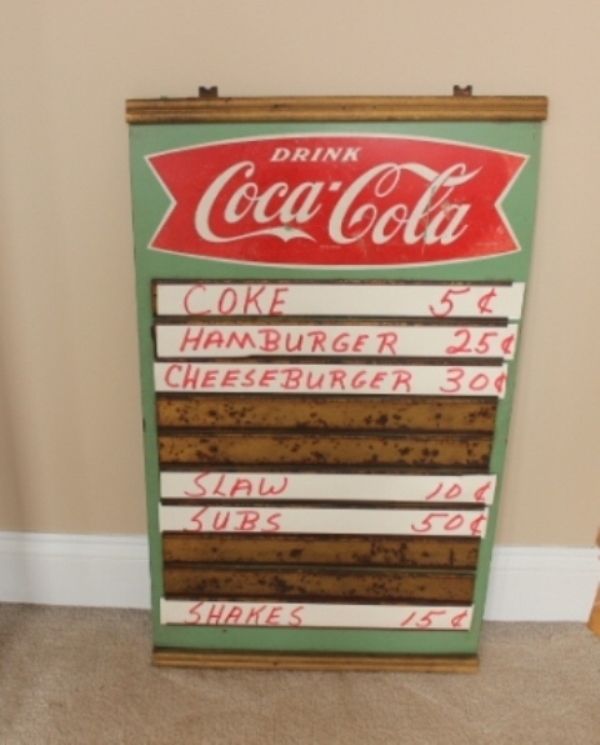 DRINK
Coca-Cola
COKE 5¢
HAMBURGER 25¢
CHEESEBURGER 30¢
SLAW 10¢
SUBS 50¢
SHAKES 15¢